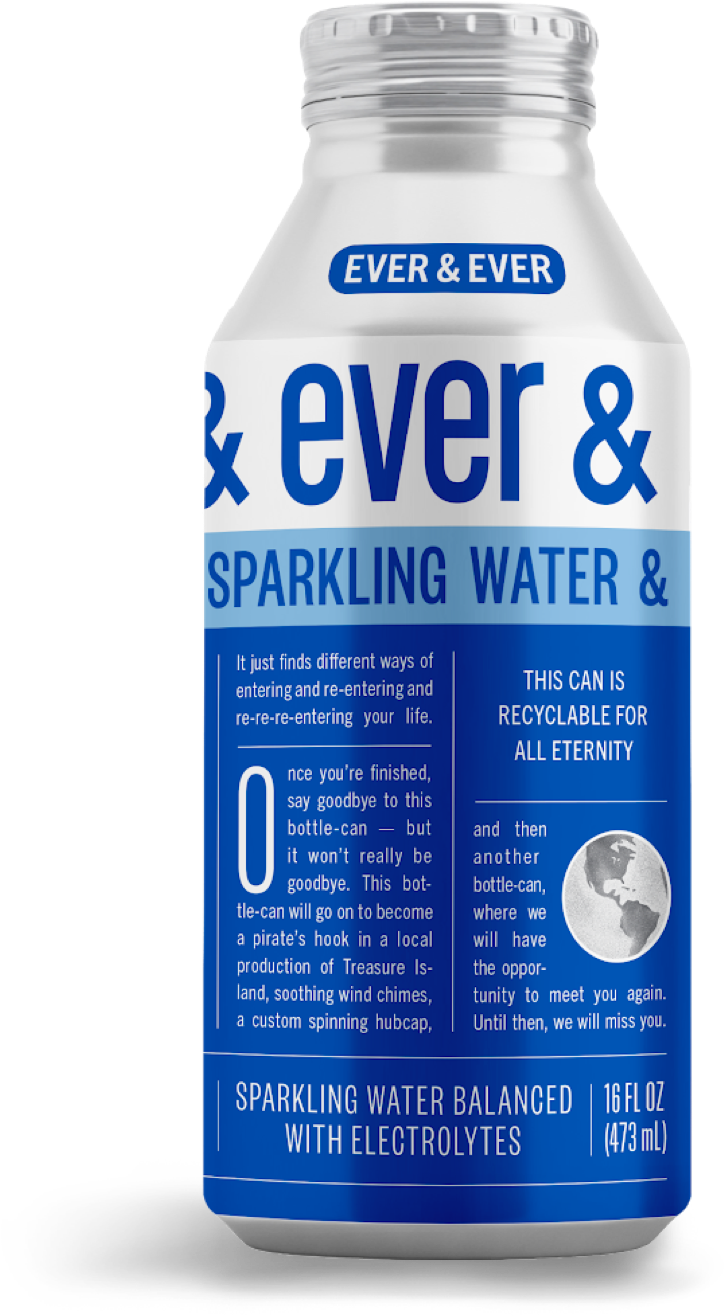 EVER & EVER
& ever &
SPARKLING WATER &
It just finds different ways of
entering and re-entering and
re-re-re-entering your life.
Once you're finished,
say goodbye to this
bottle-can — but
it won't really be
goodbye. This bot-
tle-can will go on to become
a pirate's hook in a local
production of Treasure Is-
land, soothing wind chimes,
a custom spinning hubcap,
THIS CAN IS
RECYCLABLE FOR
ALL ETERNITY
and then
another
bottle-can,
where we
will have
the oppor-
tunity to meet you again.
Until then, we will miss you.
SPARKLING WATER BALANCED
WITH ELECTROLYTES
16 FL OZ
(473 mL)